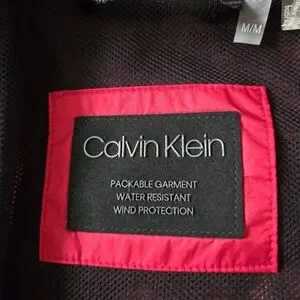 M/M
Calvin Klein
PACKABLE GARMENT
WATER RESISTANT
WIND PROTECTION